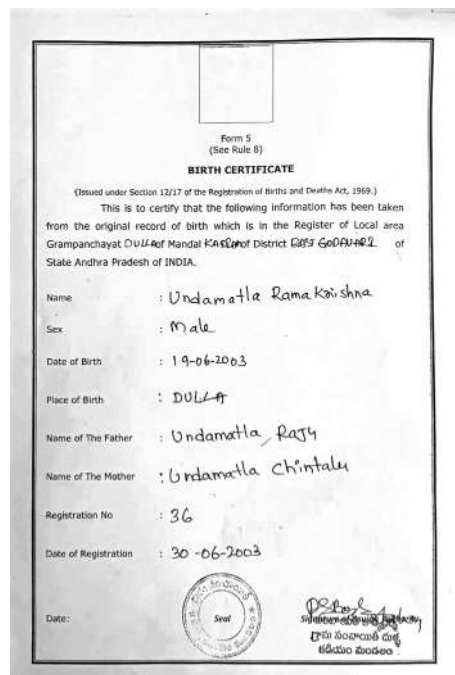 Form 5
(See Rule 8)
BIRTH CERTIFICATE
(Issued under Section 12/17 of the Registration of Births and Deaths Act, 1969.)
This is to certify that the following information has been taken
from the original record of birth which is in the Register of Local area
Grampanchayat DULLA of Mandal of District EAST GODAVARI of
State Andhra Pradesh of INDIA.
Name : Undamatla Rama Krishna
Sex : Male
Date of Birth : 19-06-2003
Place of Birth : DULLA
Name of The Father : Undamatla Raju
Name of The Mother : Undamatla Chintalu
Registration No : 36
Date of Registration : 30-06-2003
Date: Seal Signature of
గ్రామ పంచాయితీ దుళ్ళ
కడియం మండలం